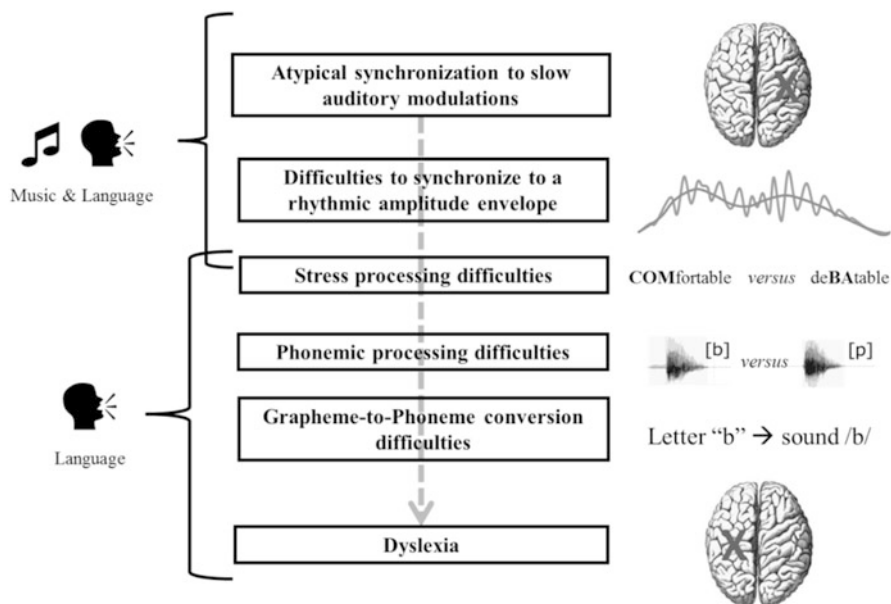 Atypical synchronization to slow
auditory modulations
Music & Language
Difficulties to synchronize to a
rhythmic amplitude envelope
Stress processing difficulties
COMfortable versus deBAtable
Phonemic processing difficulties
[b] versus [p]
Language
Grapheme-to-Phoneme conversion
difficulties
Letter “b” → sound /b/
Dyslexia
X
X